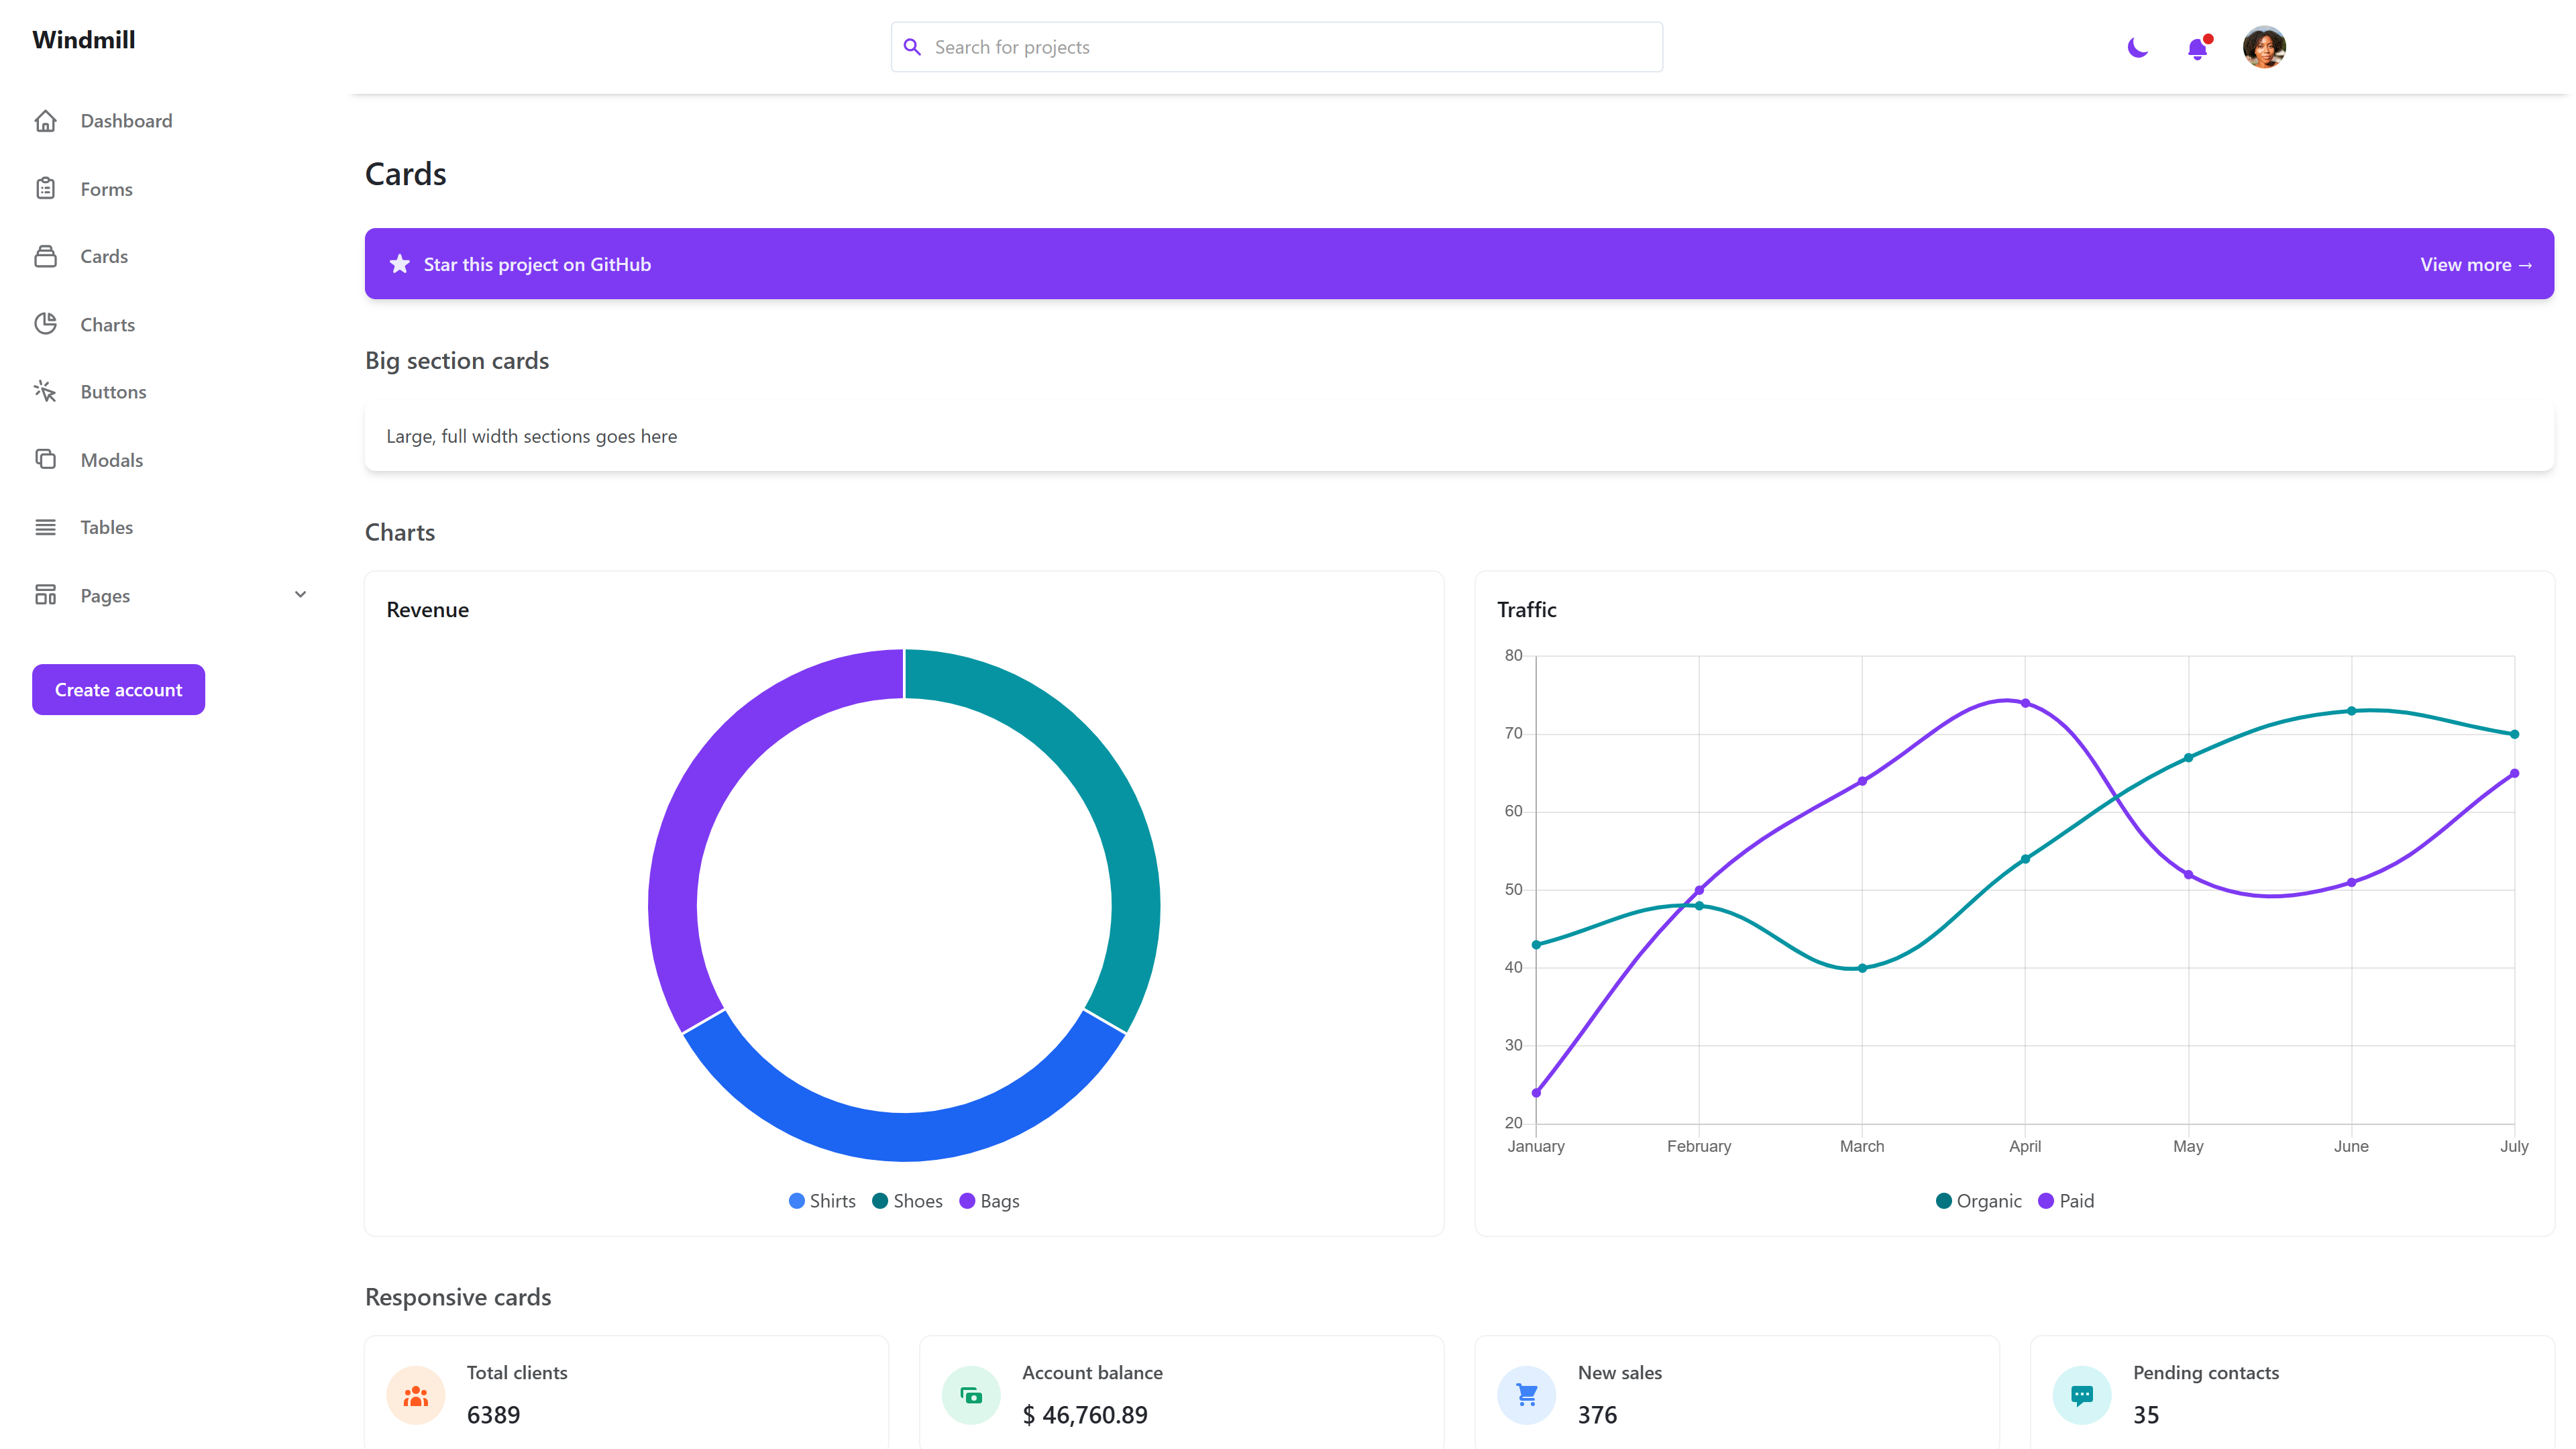 Windmill
Search for projects
Dashboard
Forms
Cards
Charts
Buttons
Modals
Tables
Pages
Create account
Cards
Star this project on GitHub
View more →
Big section cards
Large, full width sections goes here
Charts
Revenue
Shirts Shoes Bags
Traffic
80
70
60
50
40
30
20
January February March April May June July
Organic Paid
Responsive cards
Total clients
6389
Account balance
$ 46,760.89
New sales
376
Pending contacts
35